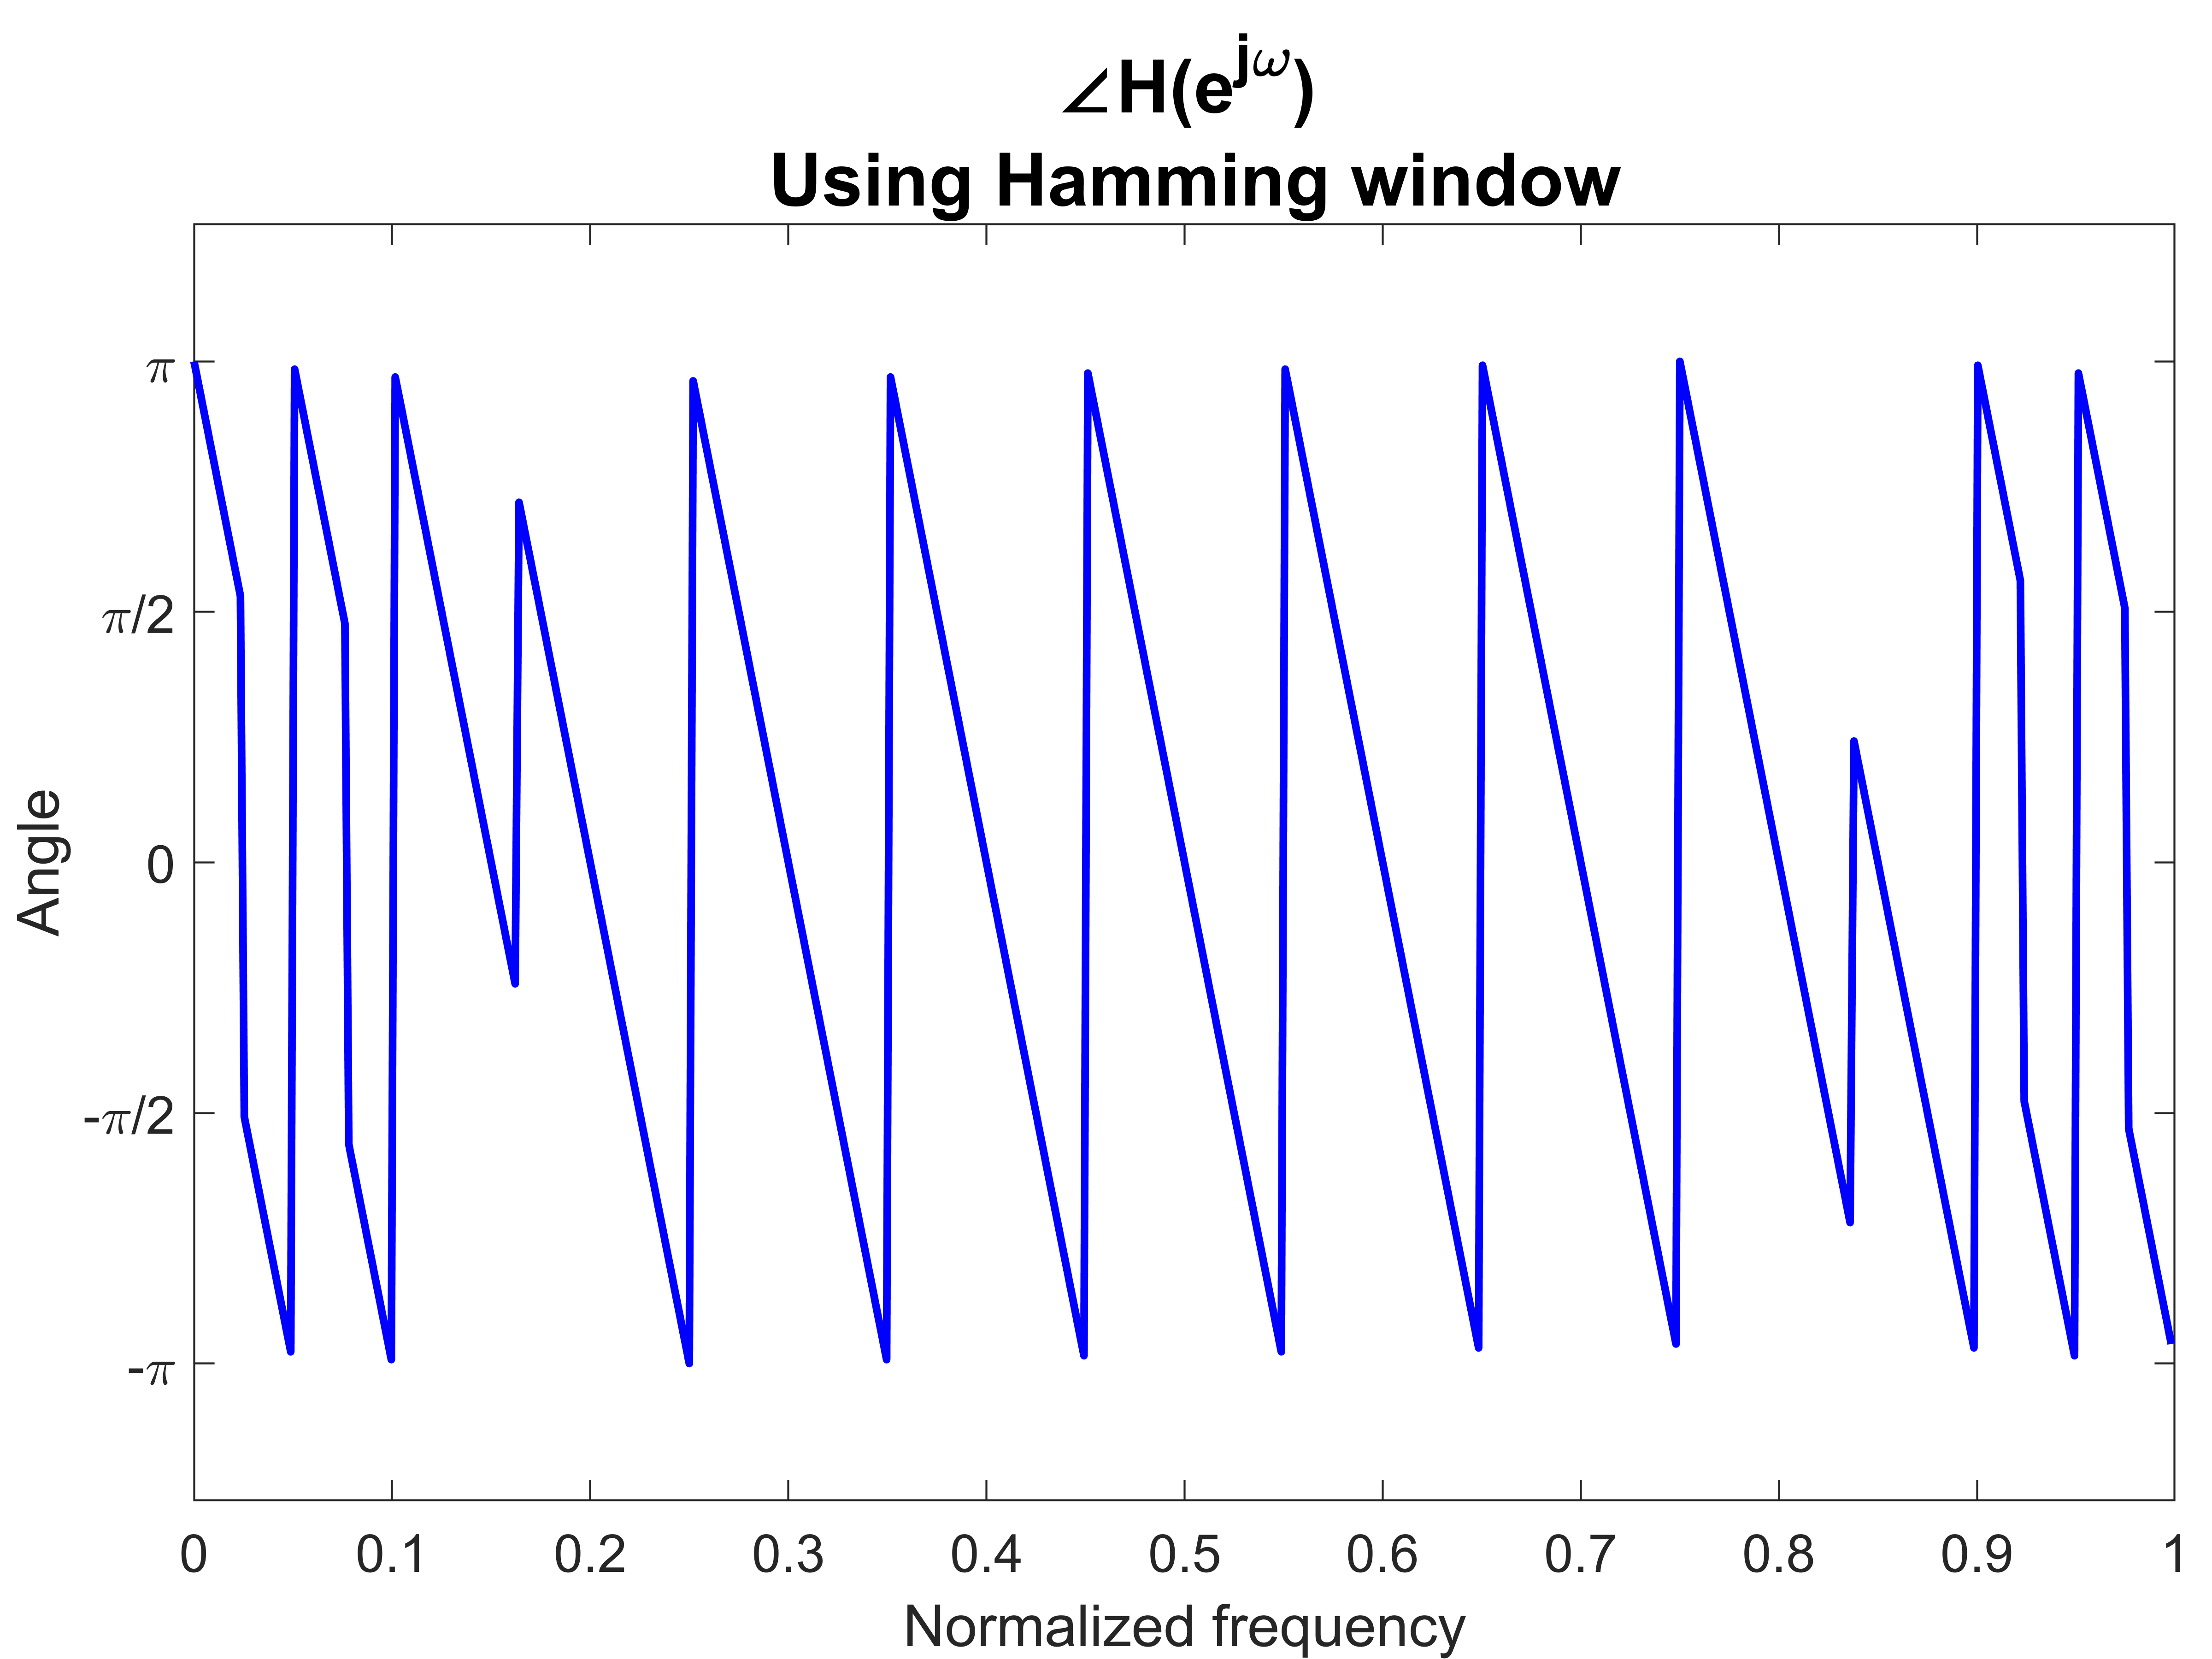 ∠H(e^{jω})
Using Hamming window
π
π/2
0
-π/2
-π
Angle
0 0.1 0.2 0.3 0.4 0.5 0.6 0.7 0.8 0.9 1
Normalized frequency